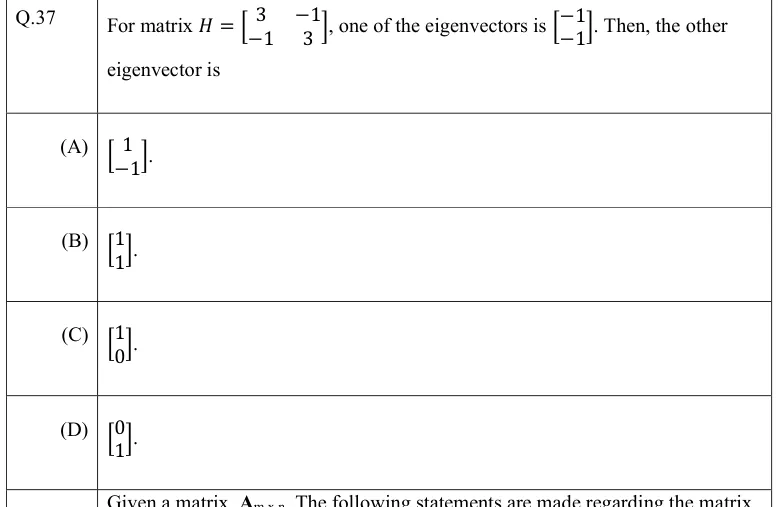 Q.37
For matrix H = [3 −1
−1 3], one of the eigenvectors is [−1
−1]. Then, the other
eigenvector is
(A) [1
−1].
(B) [1
1].
(C) [1
0].
(D) [0
1].
Given a matrix A m x n. The following statements are made regarding the matrix